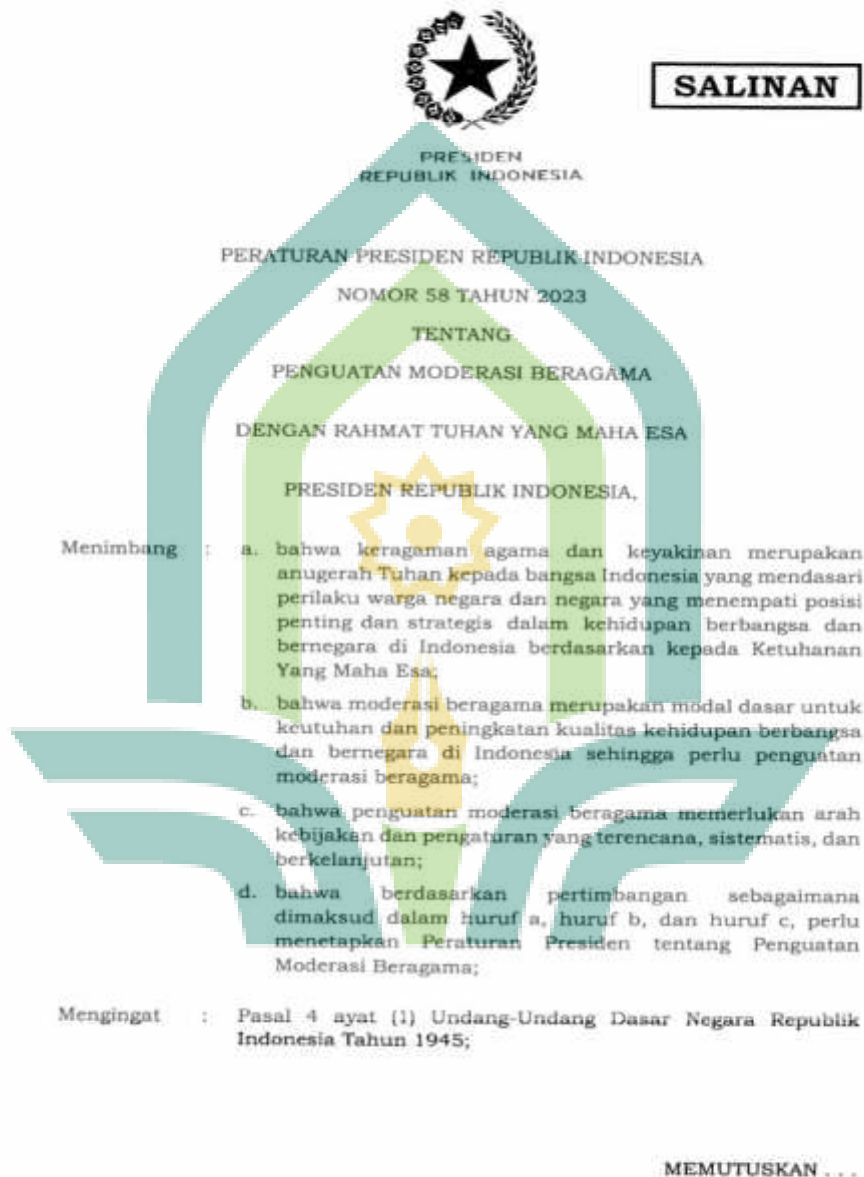 SALINAN
PRESIDEN
REPUBLIK INDONESIA
PERATURAN PRESIDEN REPUBLIK INDONESIA
NOMOR 58 TAHUN 2023
TENTANG
PENGUATAN MODERASI BERAGAMA
DENGAN RAHMAT TUHAN YANG MAHA ESA
PRESIDEN REPUBLIK INDONESIA,
Menimbang : a. bahwa keragaman agama dan keyakinan merupakan
anugerah Tuhan kepada bangsa Indonesia yang mendasari
perilaku warga negara dan negara yang menempati posisi
penting dan strategis dalam kehidupan berbangsa dan
bernegara di Indonesia berdasarkan kepada Ketuhanan
Yang Maha Esa;
b. bahwa moderasi beragama merupakan modal dasar untuk
keutuhan dan peningkatan kualitas kehidupan berbangsa
dan bernegara di Indonesia sehingga perlu penguatan
moderasi beragama;
c. bahwa penguatan moderasi beragama memerlukan arah
kebijakan dan pengaturan yang terencana, sistematis, dan
berkelanjutan;
d. bahwa berdasarkan pertimbangan sebagaimana
dimaksud dalam huruf a, huruf b, dan huruf c, perlu
menetapkan Peraturan Presiden tentang Penguatan
Moderasi Beragama;
Mengingat : Pasal 4 ayat (1) Undang-Undang Dasar Negara Republik
Indonesia Tahun 1945;
MEMUTUSKAN . . .